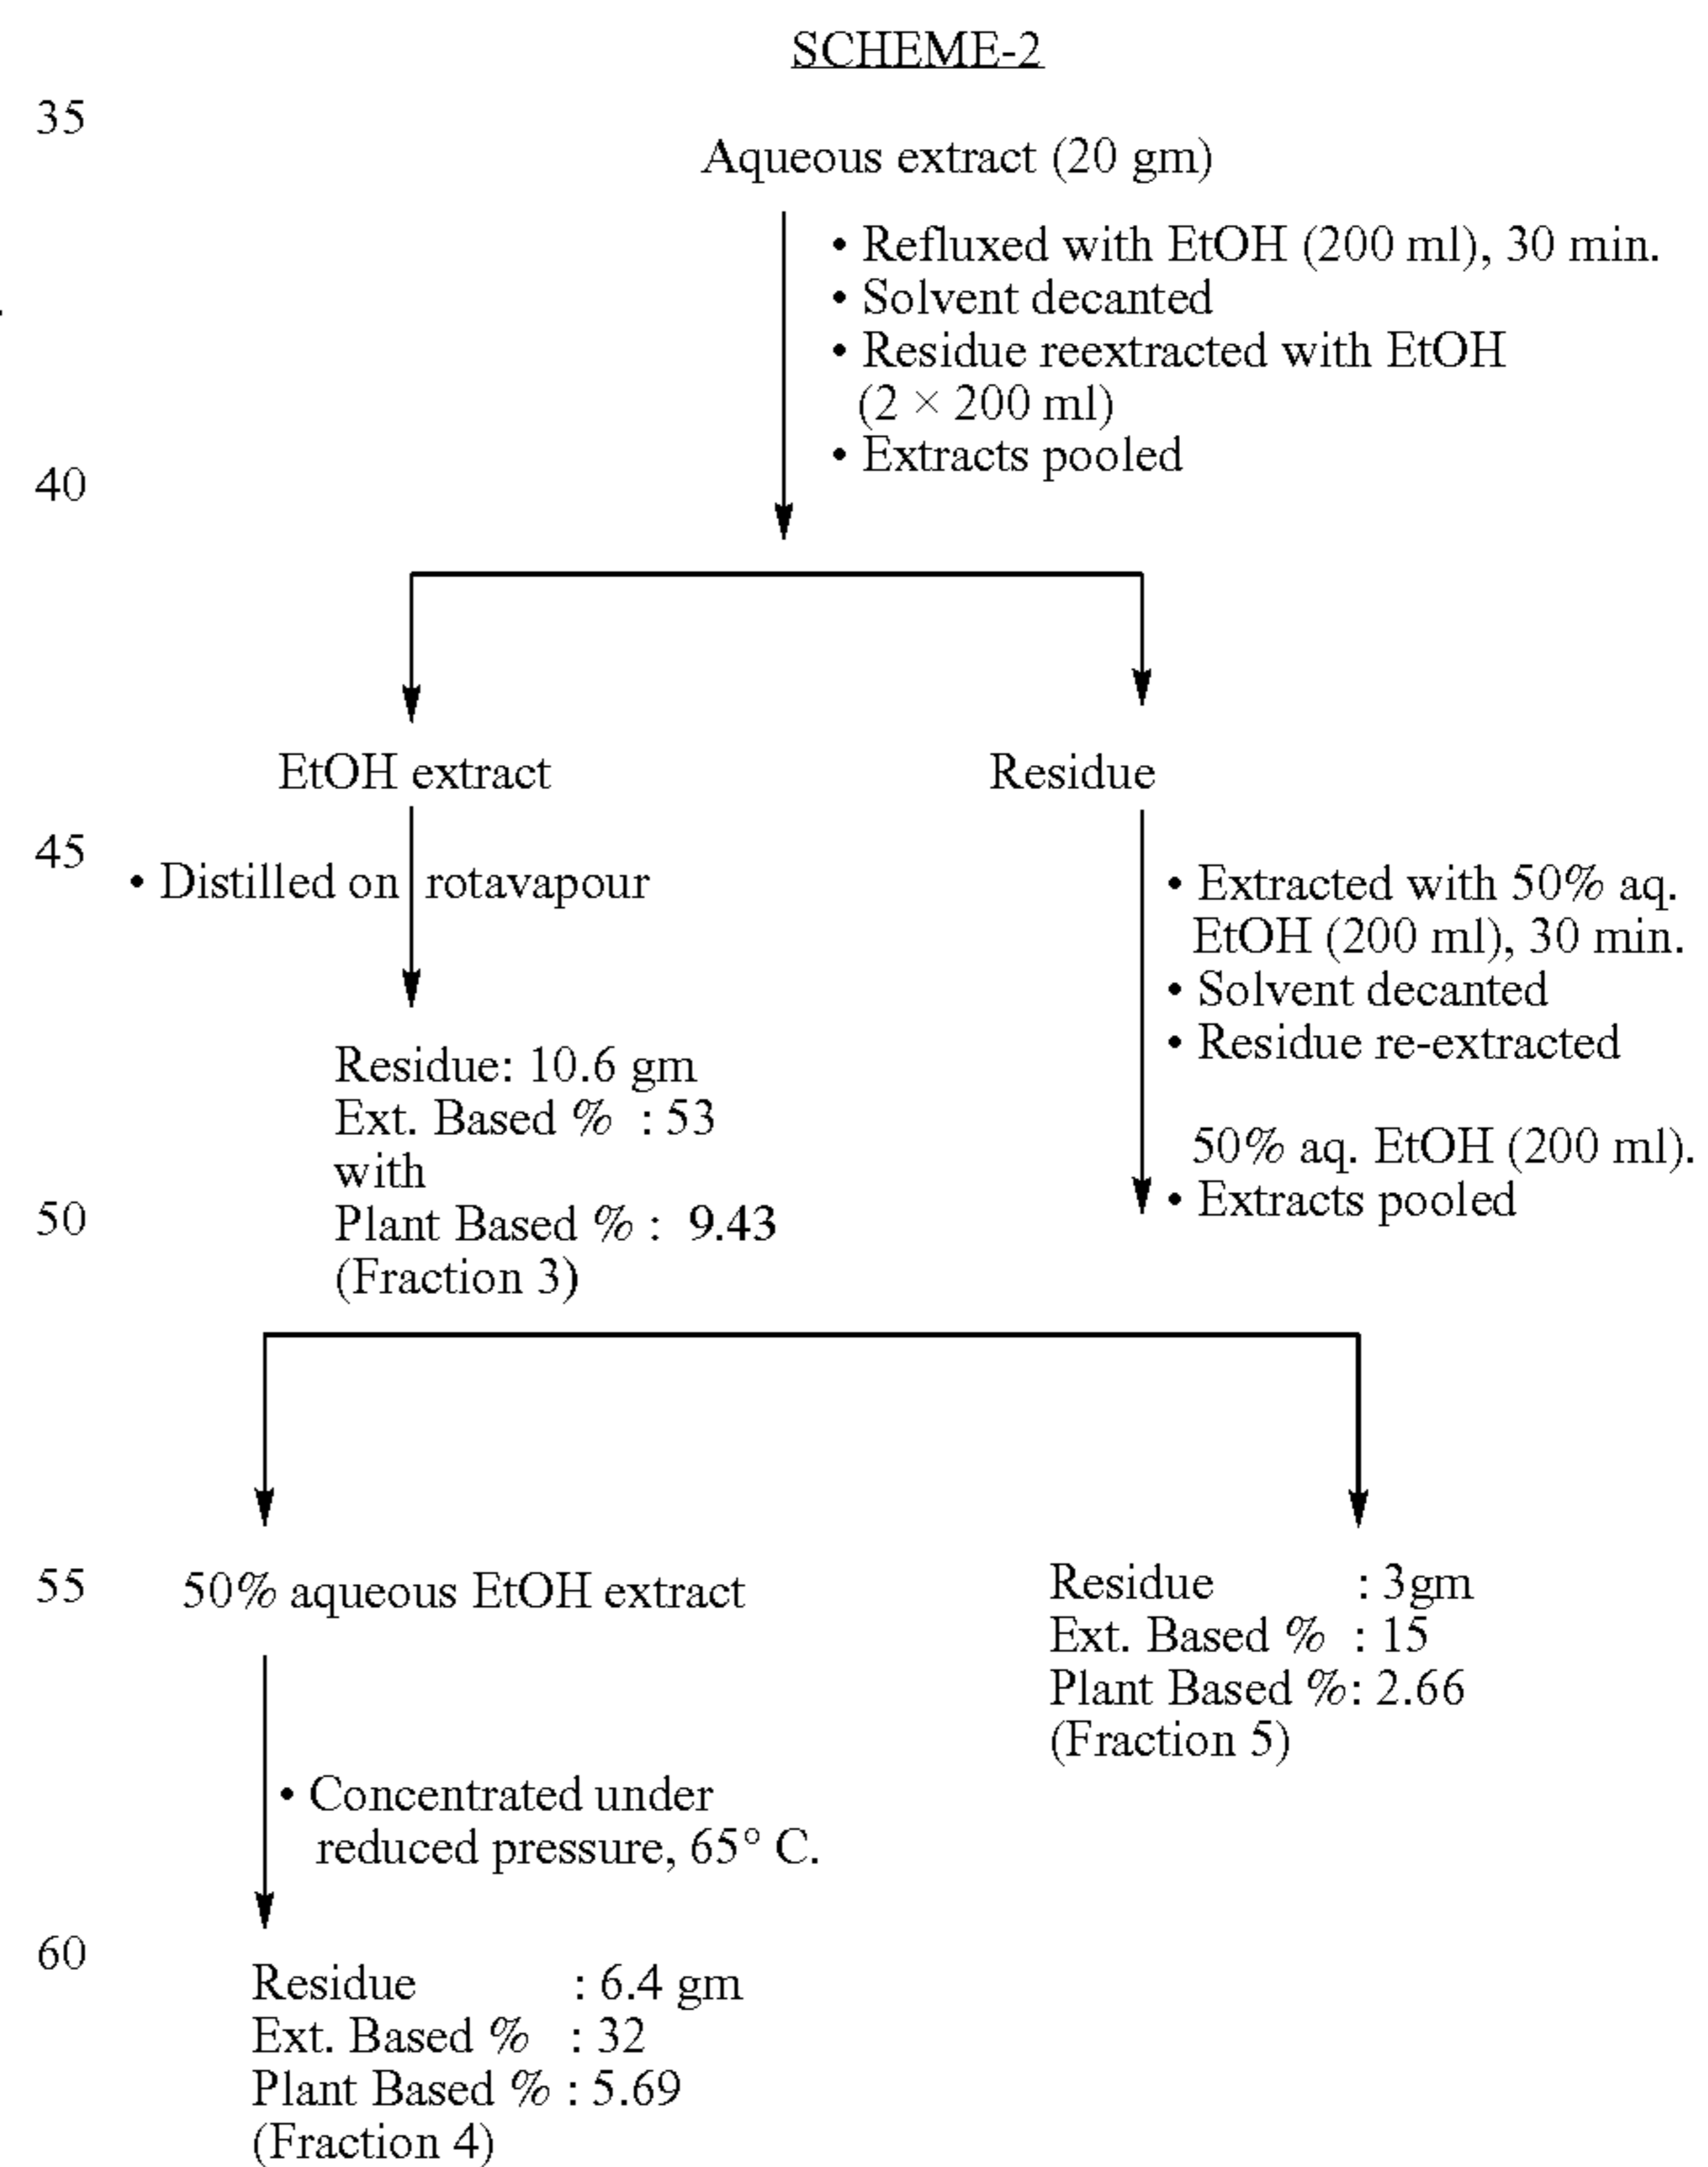 SCHEME-2
35
Aqueous extract (20 gm)
• Refluxed with EtOH (200 ml), 30 min.
• Solvent decanted
• Residue reextracted with EtOH
(2 × 200 ml)
• Extracts pooled
40
EtOH extract
Residue
45
• Distilled on rotavapour
• Extracted with 50% aq.
EtOH (200 ml), 30 min.
• Solvent decanted
• Residue re-extracted
50% aq. EtOH (200 ml).
• Extracts pooled
Residue: 10.6 gm
Ext. Based % : 53
with
Plant Based % : 9.43
(Fraction 3)
50
55
50% aqueous EtOH extract
Residue : 3gm
Ext. Based % : 15
Plant Based %: 2.66
(Fraction 5)
• Concentrated under
reduced pressure, 65° C.
60
Residue : 6.4 gm
Ext. Based % : 32
Plant Based % : 5.69
(Fraction 4)